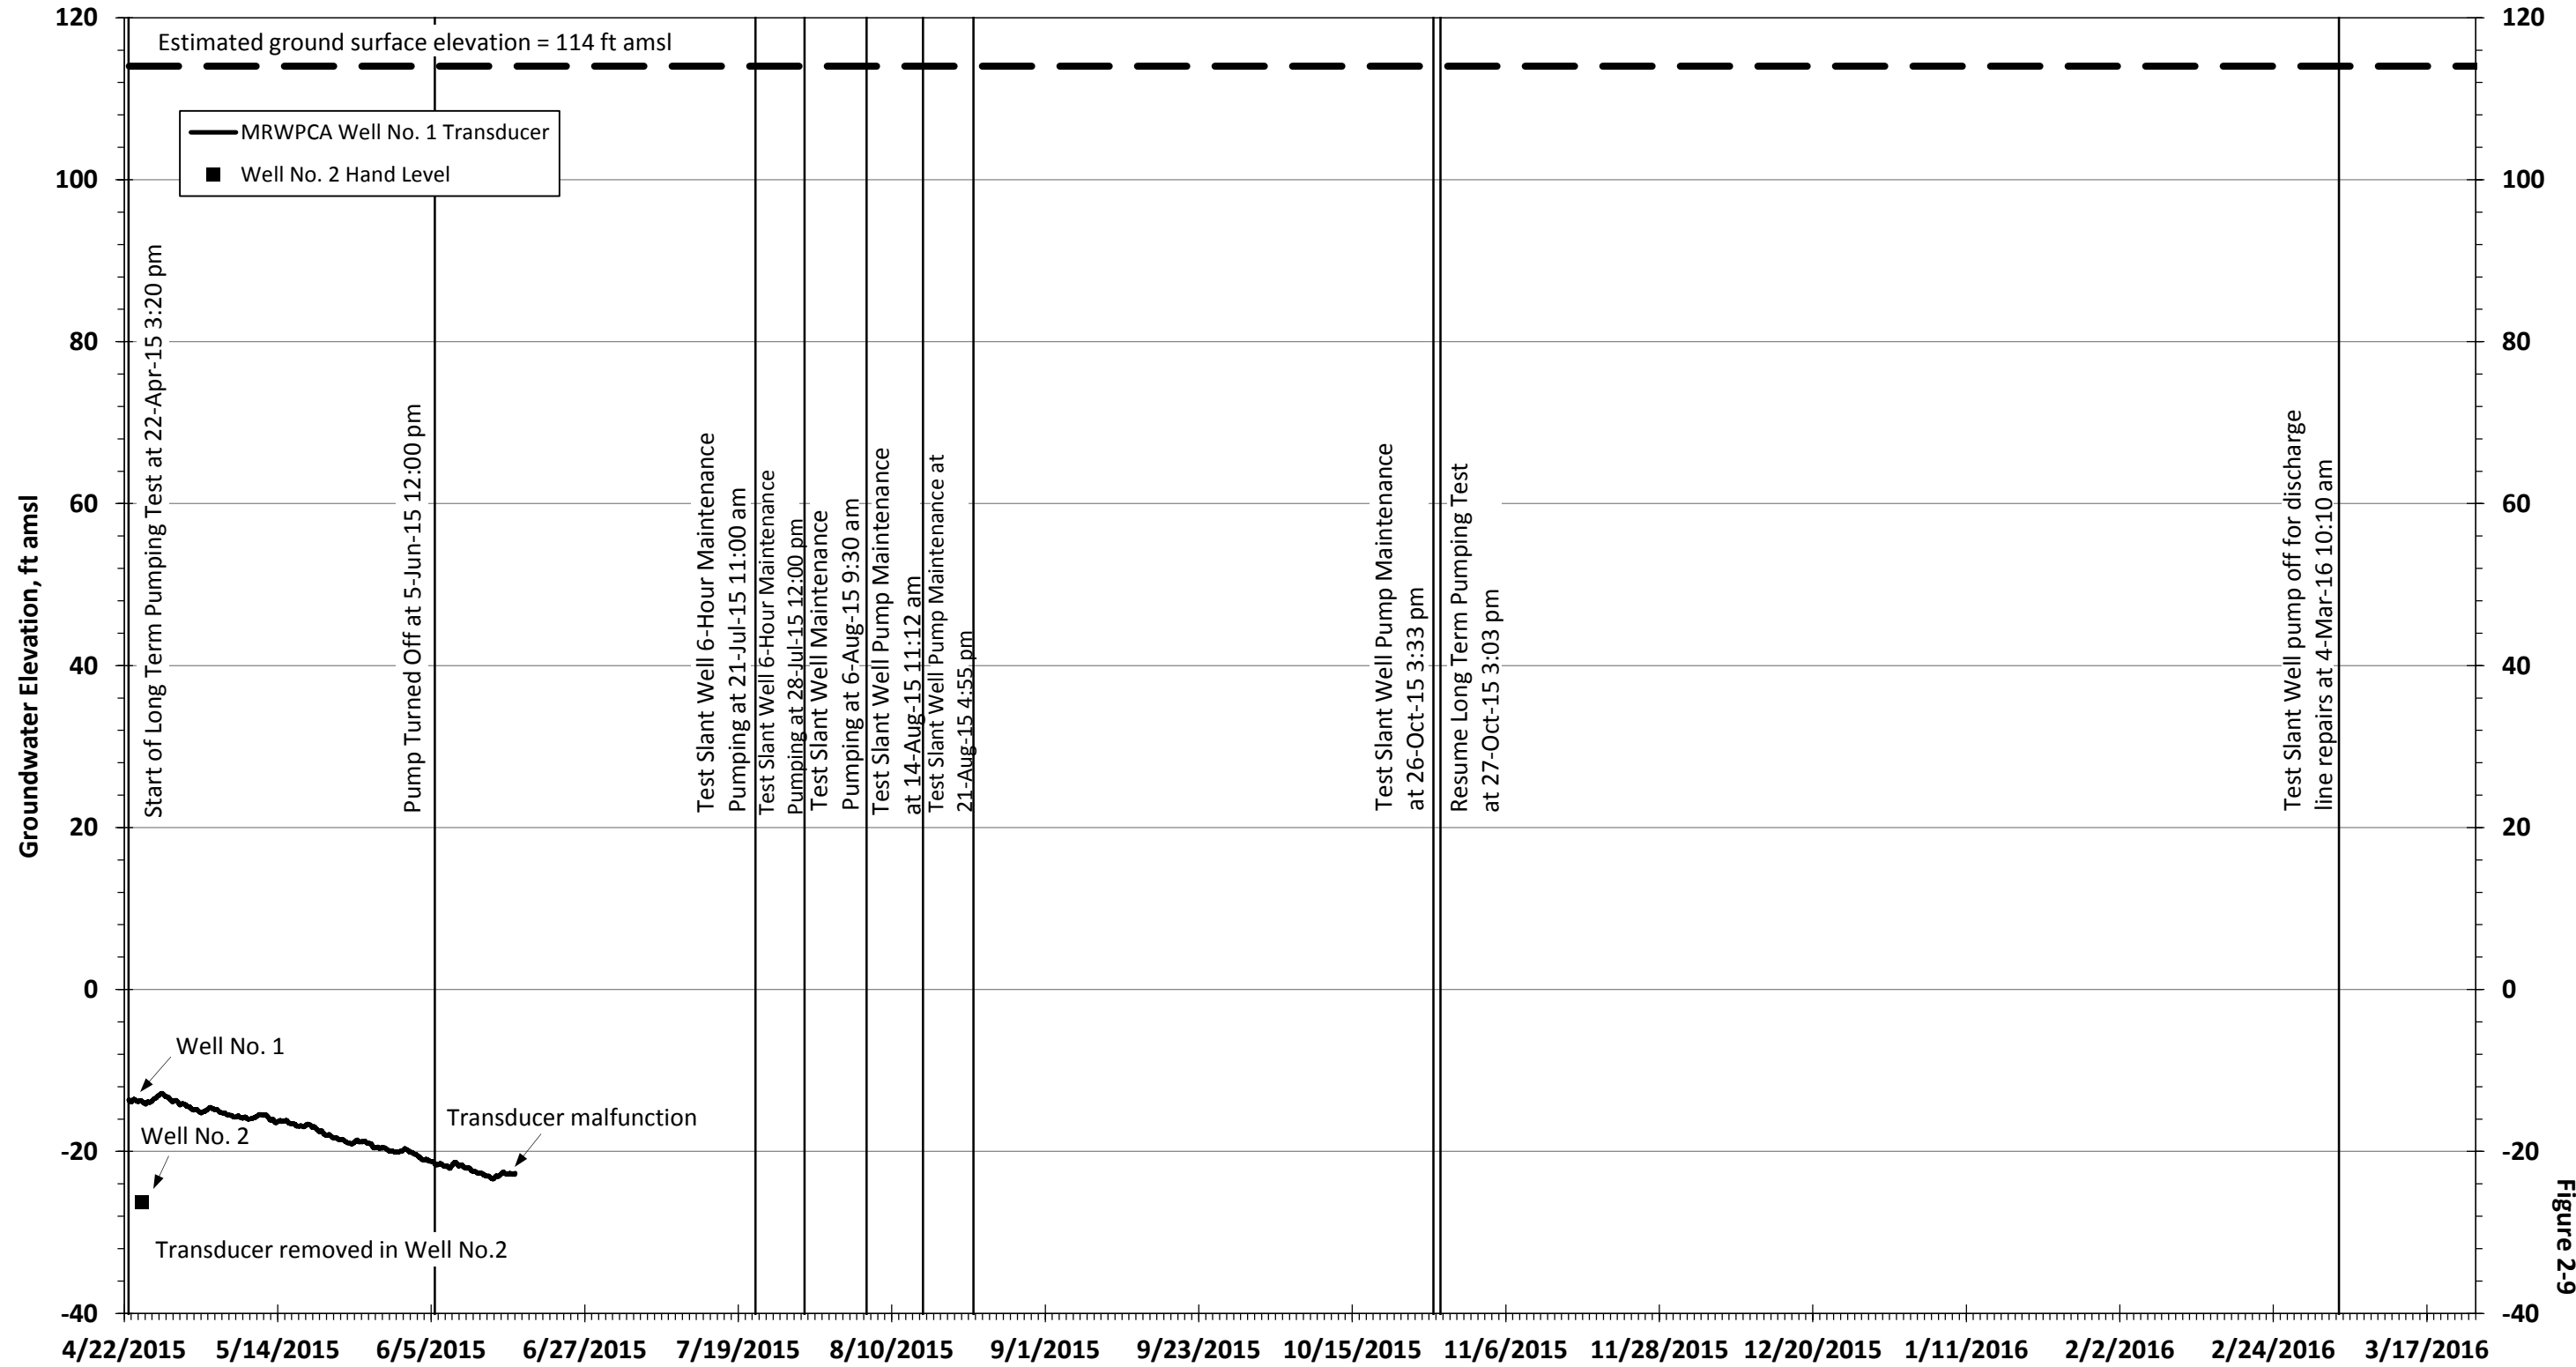 120
100
80
60
40
20
0
-20
-40
Groundwater Elevation, ft amsl
Estimated ground surface elevation = 114 ft amsl
MRWPCA Well No. 1 Transducer
Well No. 2 Hand Level
Start of Long Term Pumping Test at 22-Apr-15 3:20 pm
Pump Turned Off at 5-Jun-15 12:00 pm
Test Slant Well 6-Hour Maintenance
Pumping at 21-Jul-15 11:00 am
Test Slant Well 6-Hour Maintenance
Pumping at 28-Jul-15 12:00 pm
Test Slant Well Maintenance
Pumping at 6-Aug-15 9:30 am
Test Slant Well Pump Maintenance
at 14-Aug-15 11:12 am
Test Slant Well Pump Maintenance at
21-Aug-15 4:55 pm
Test Slant Well Pump Maintenance
at 26-Oct-15 3:33 pm
Resume Long Term Pumping Test
at 27-Oct-15 3:03 pm
Test Slant Well pump off for discharge
line repairs at 4-Mar-16 10:10 am
Well No. 1
Well No. 2
Transducer malfunction
Transducer removed in Well No.2
120
100
80
60
40
20
0
-20
-40
4/22/2015
5/14/2015
6/5/2015
6/27/2015
7/19/2015
8/10/2015
9/1/2015
9/23/2015
10/15/2015
11/6/2015
11/28/2015
12/20/2015
1/11/2016
2/2/2016
2/24/2016
3/17/2016
Figure 2-9